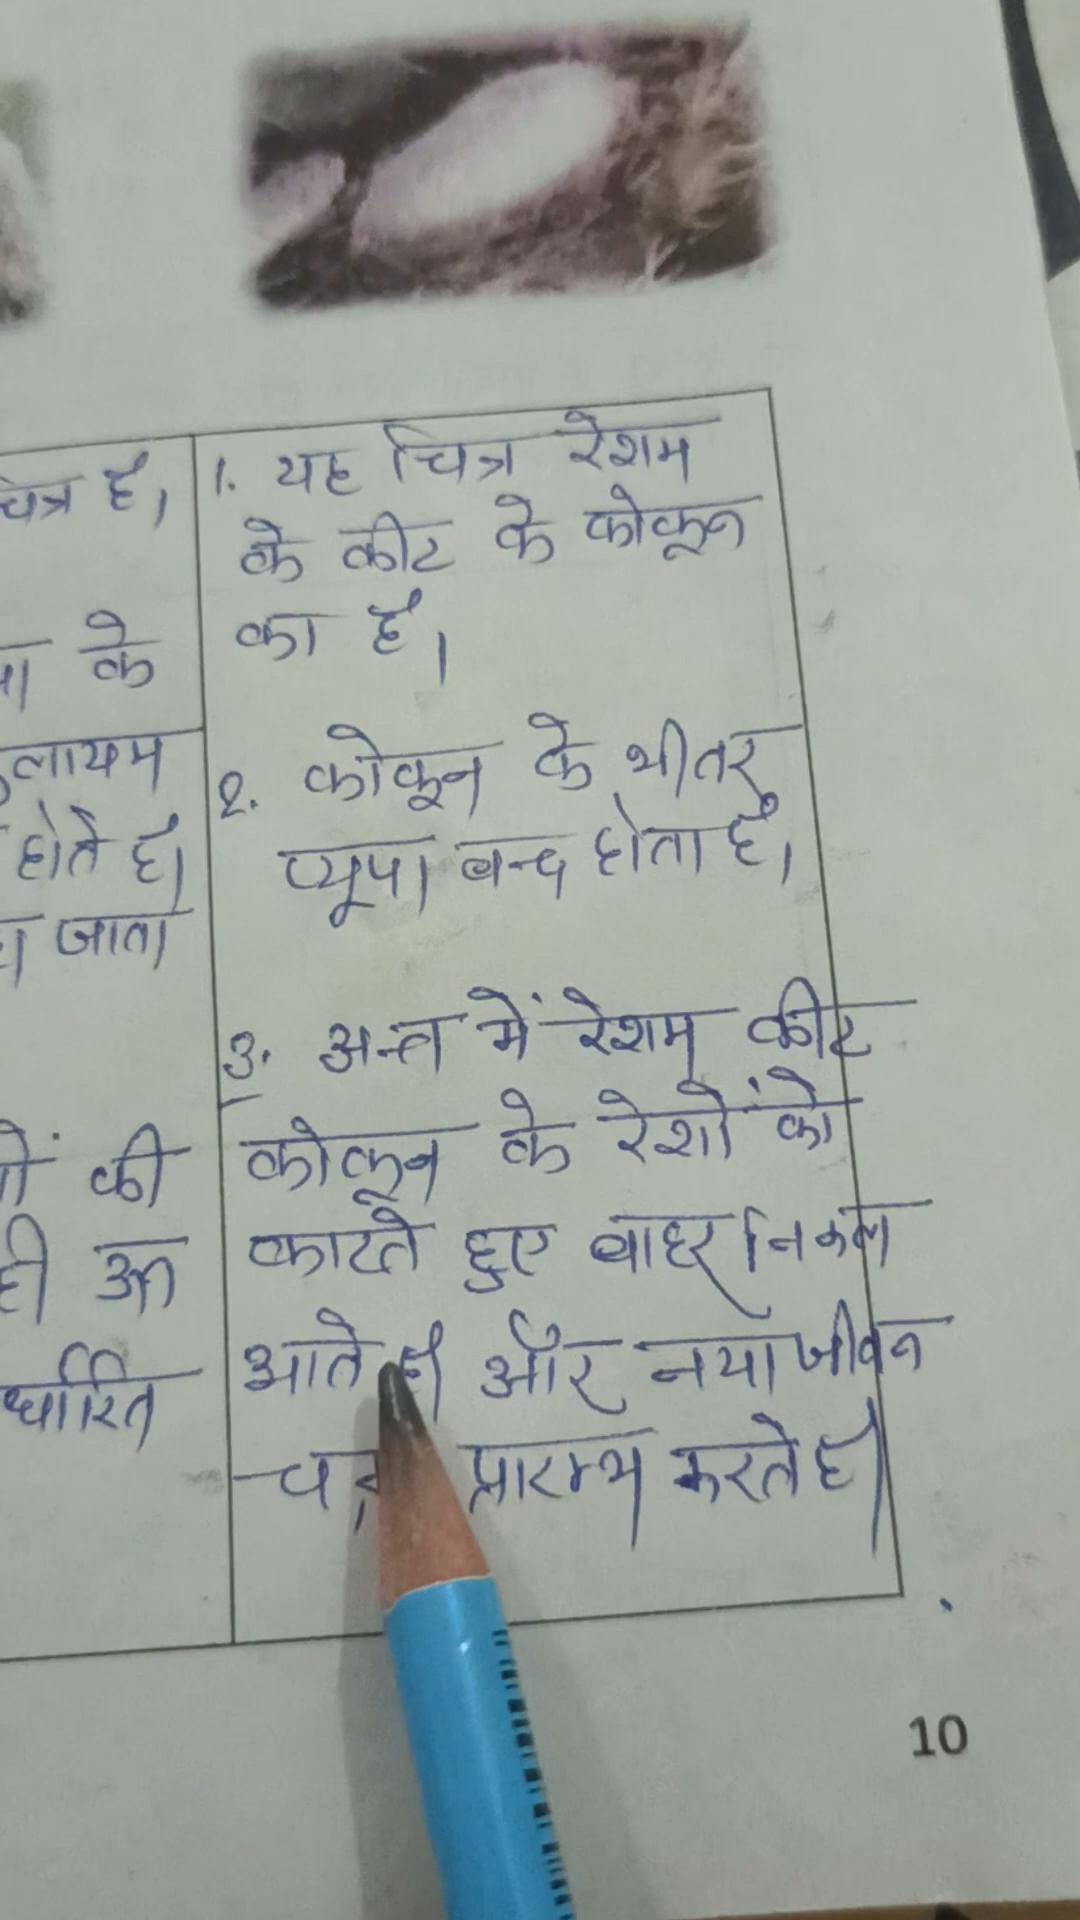 चित्र है।
के
लायम
होते है।
जाता
की
ही
र्धारित
1. यह चित्र रेशम
के कीट के कोकून
का है।
2. कोकून के भीतर
प्यूपा बन्द होता है।
3. अन्त में रेशम कीट
कोकून के रेशों को
काटते हुए बाहर निकल
आते है और नया जीवन
प्रारम्भ करते है।
10